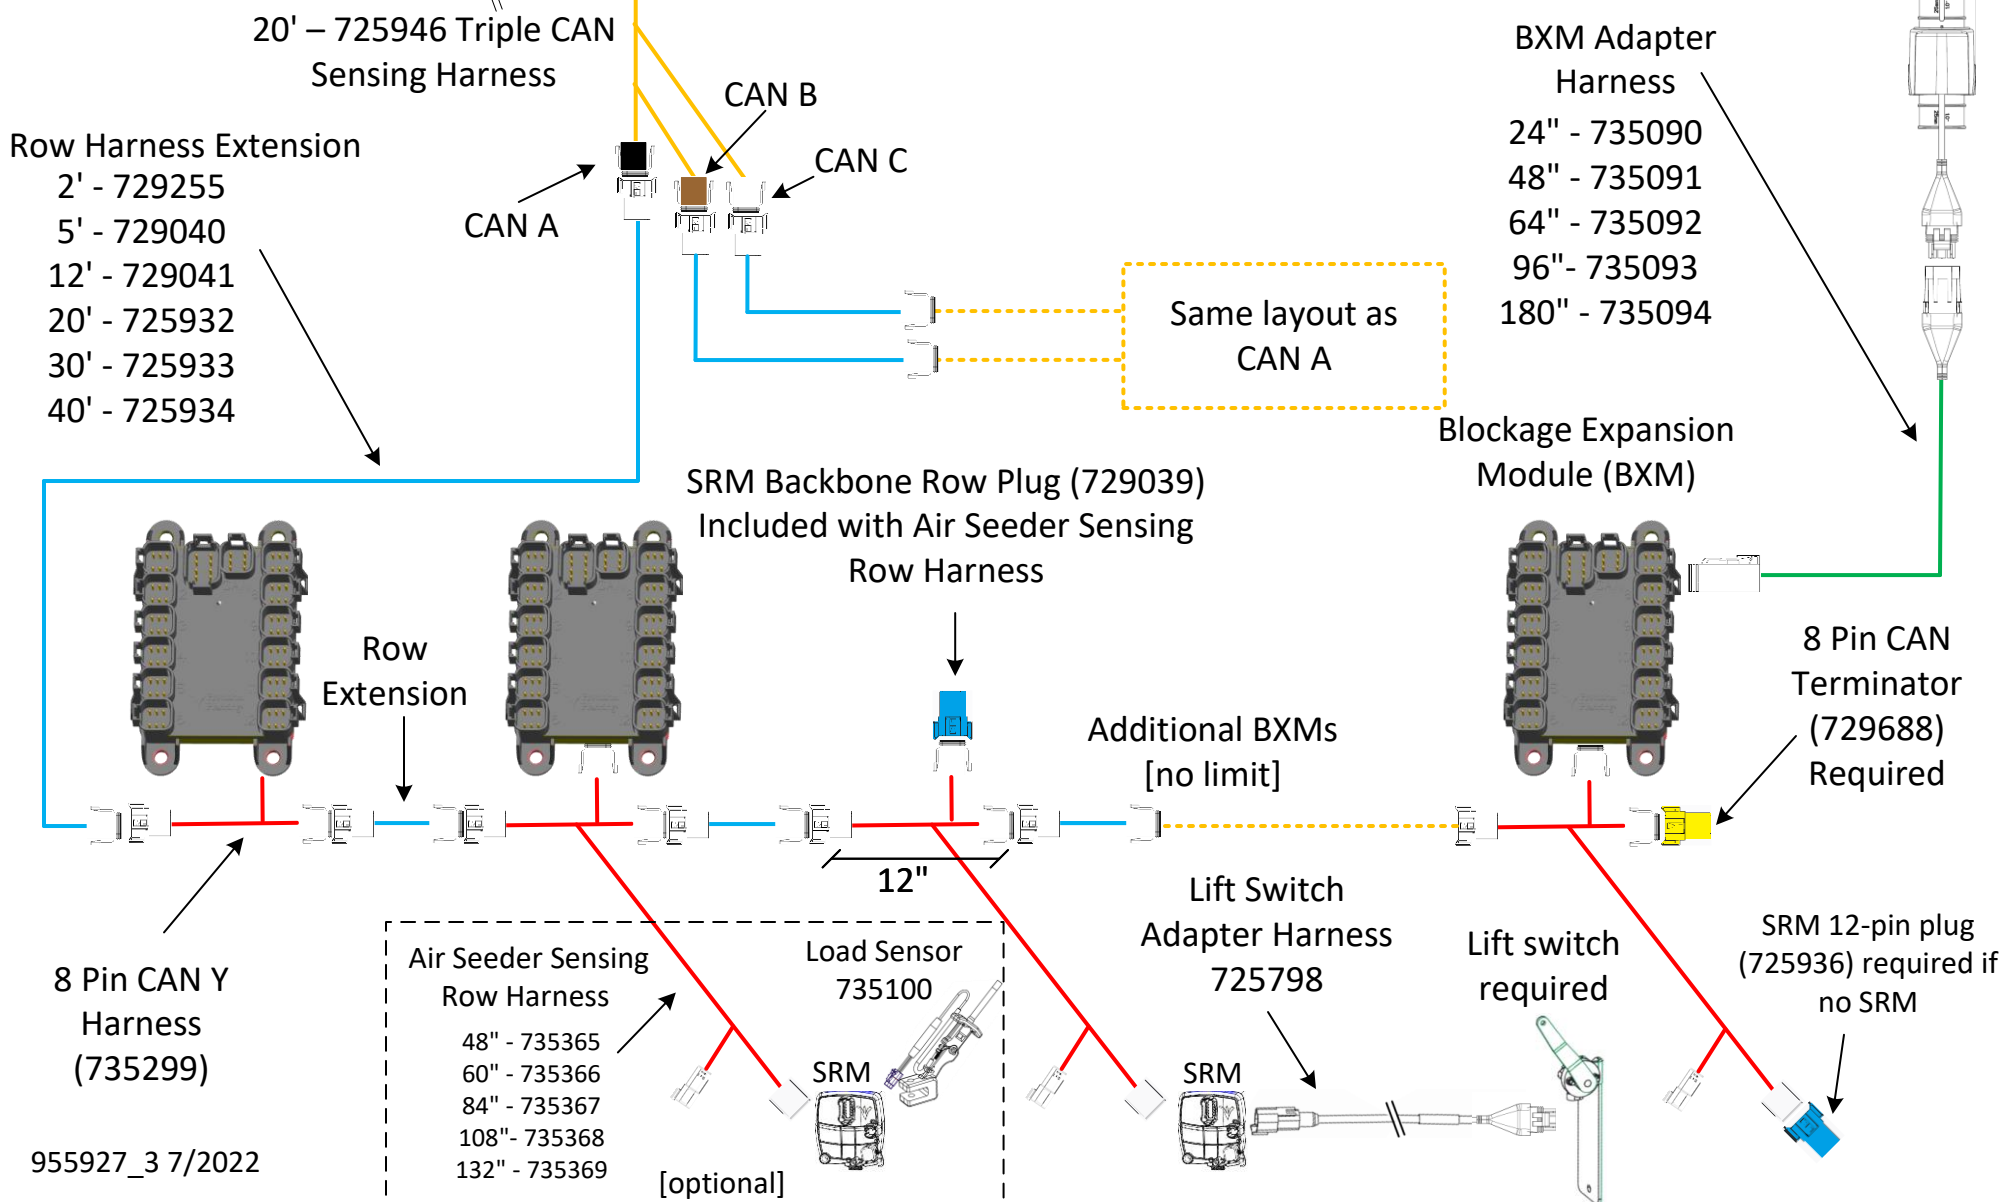 20' – 725946 Triple CAN
Sensing Harness
BXM Adapter
Harness
24" - 735090
48" - 735091
64" - 735092
96"- 735093
180" - 735094
Row Harness Extension
2' - 729255
5' - 729040
12' - 729041
20' - 725932
30' - 725933
40' - 725934
CAN A
CAN B
CAN C
Same layout as
CAN A
Blockage Expansion
Module (BXM)
SRM Backbone Row Plug (729039)
Included with Air Seeder Sensing
Row Harness
Row
Extension
Additional BXMs
[no limit]
8 Pin CAN
Terminator
(729688)
Required
12"
8 Pin CAN Y
Harness
(735299)
Air Seeder Sensing
Row Harness
48" - 735365
60" - 735366
84" - 735367
108"- 735368
132" - 735369
Load Sensor
735100
SRM
[optional]
Lift Switch
Adapter Harness
725798
SRM
Lift switch
required
SRM 12-pin plug
(725936) required if
no SRM
955927_3 7/2022